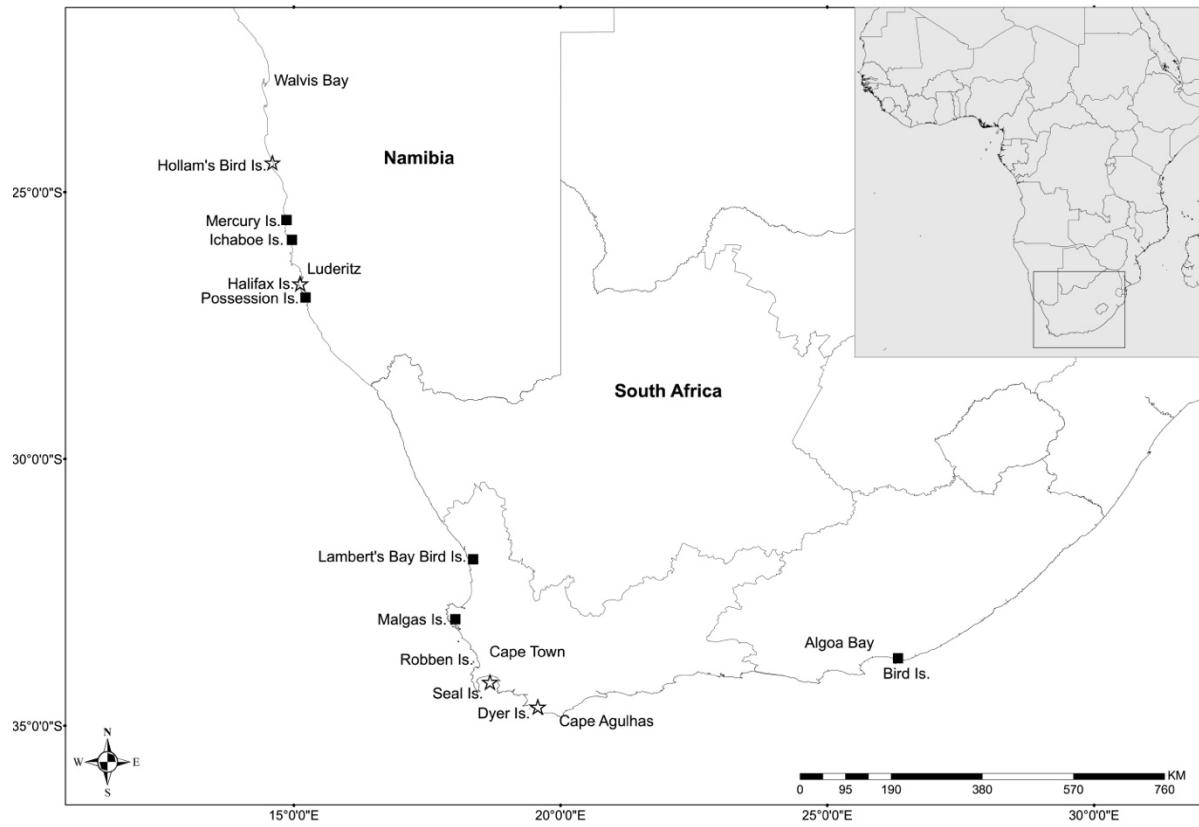 Walvis Bay
Hollam's Bird Is.
Namibia
25°0'0"S
Mercury Is.
Ichaboe Is.
Luderitz
Halifax Is.
Possession Is.
South Africa
30°0'0"S
Lambert's Bay Bird Is.
Malgas Is.
Cape Town
Algoa Bay
Robben Is.
Bird Is.
Seal Is.
Dyer Is.
Cape Agulhas
35°0'0"S
N
W E
S
KM
0 95 190 380 570 760
15°0'0"E 20°0'0"E 25°0'0"E 30°0'0"E